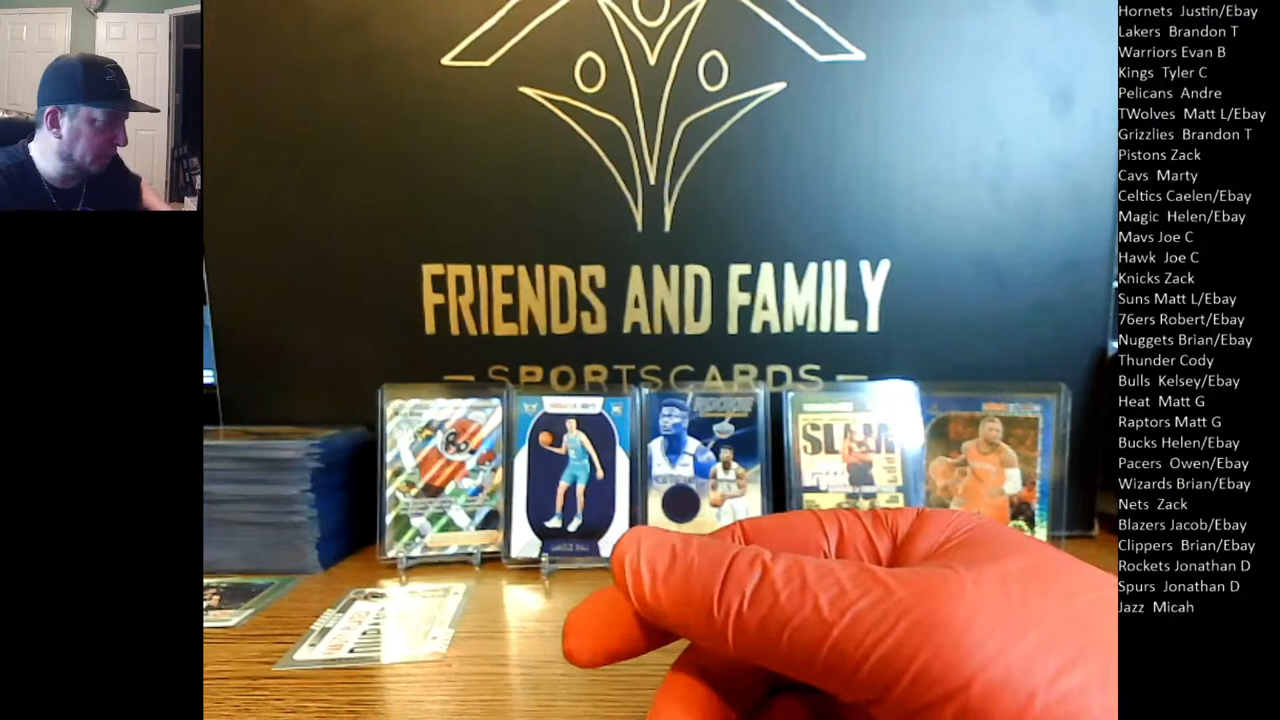 FRIENDS AND FAMILY
SPORTSCARDS
SLAM
Hornets Justin/Ebay
Lakers Brandon T
Warriors Evan B
Kings Tyler C
Pelicans Andre
TWolves Matt L/Ebay
Grizzlies Brandon T
Pistons Zack
Cavs Marty
Celtics Caelen/Ebay
Magic Helen/Ebay
Mavs Joe C
Hawk Joe C
Knicks Zack
Suns Matt L/Ebay
76ers Robert/Ebay
Nuggets Brian/Ebay
Thunder Cody
Bulls Kelsey/Ebay
Heat Matt G
Raptors Matt G
Bucks Helen/Ebay
Pacers Owen/Ebay
Wizards Brian/Ebay
Nets Zack
Blazers Jacob/Ebay
Clippers Brian/Ebay
Rockets Jonathan D
Spurs Jonathan D
Jazz Micah